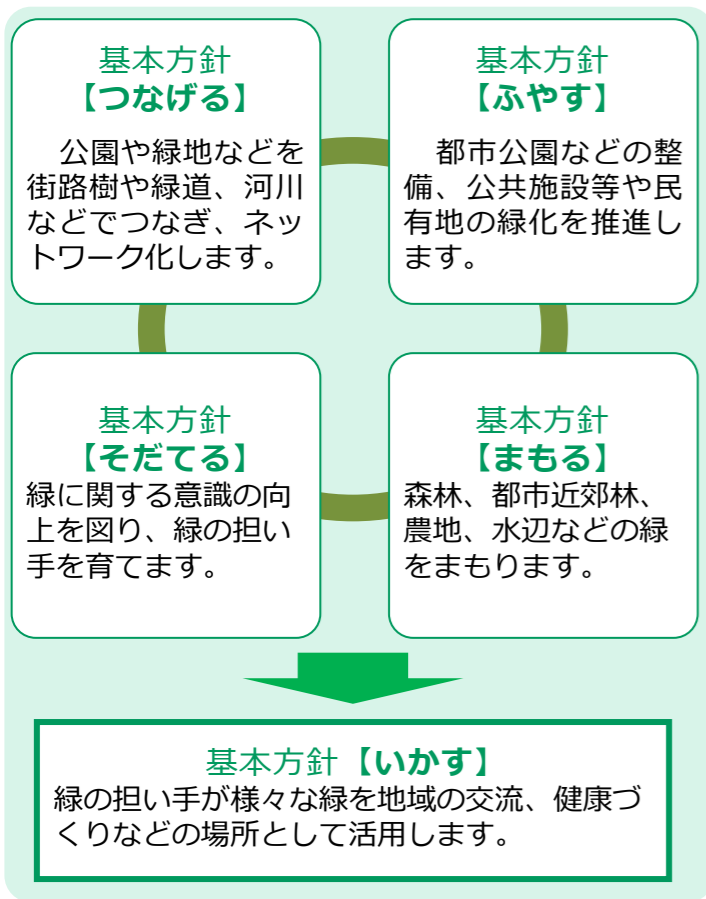 基本方針
【つなげる】
　公園や緑地などを
街路樹や緑道、河川
などでつなぎ、ネッ
トワーク化します。
基本方針
【ふやす】
　都市公園などの整
備、公共施設等や民
有地の緑化を推進し
ます。
基本方針
【そだてる】
緑に関する意識の向
上を図り、緑の担い
手を育てます。
基本方針
【まもる】
森林、都市近郊林、
農地、水辺などの緑
をまもります。
基本方針【いかす】
緑の担い手が様々な緑を地域の交流、健康づ
くりなどの場所として活用します。